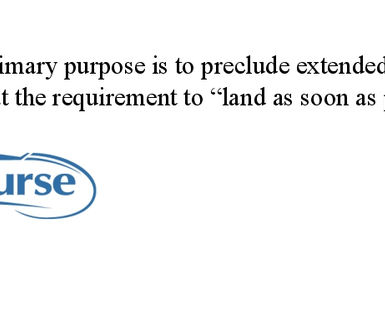 imary purpose is to preclude extended
t the requirement to “land as soon as
urse